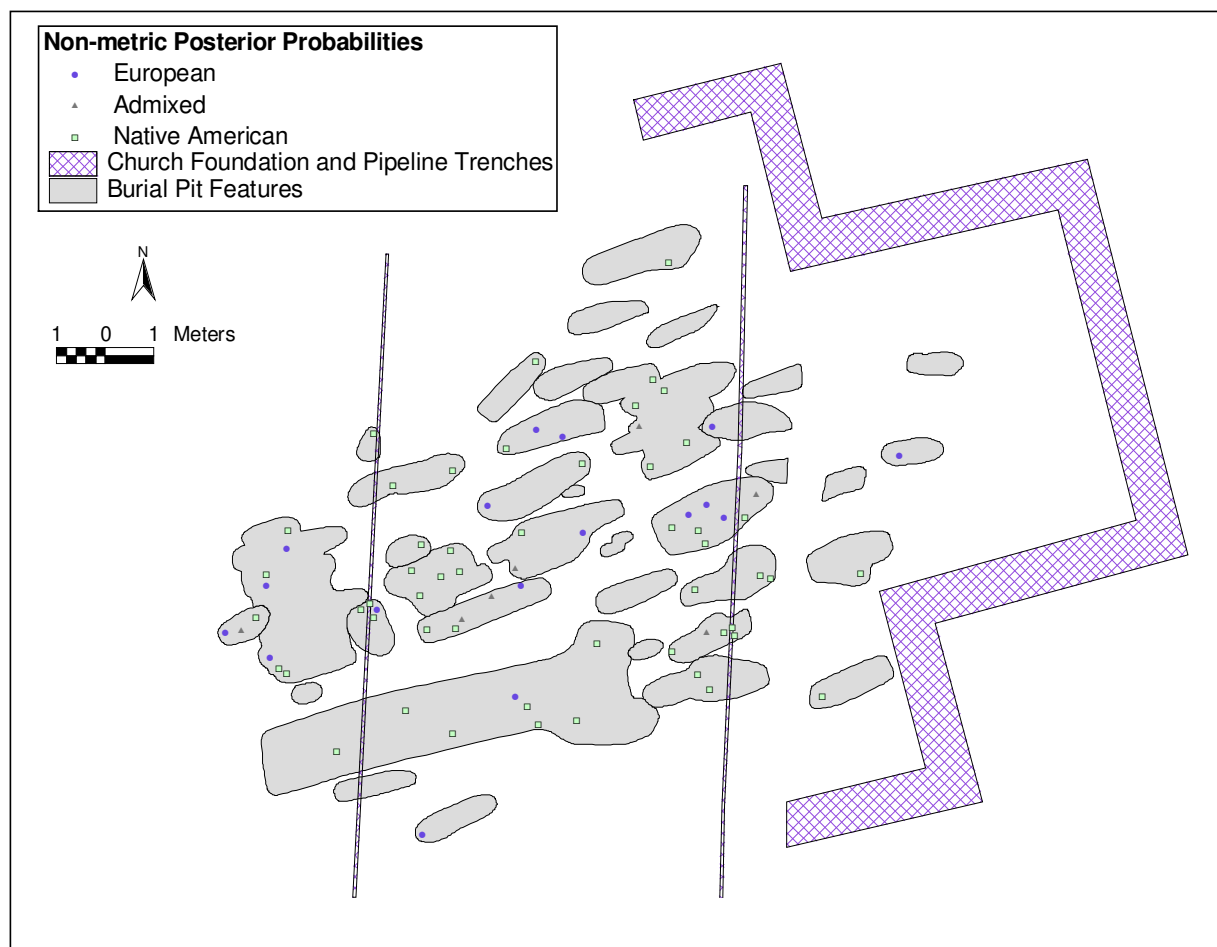 Non-metric Posterior Probabilities
European
Admixed
Native American
Church Foundation and Pipeline Trenches
Burial Pit Features
N
1 0 1 Meters